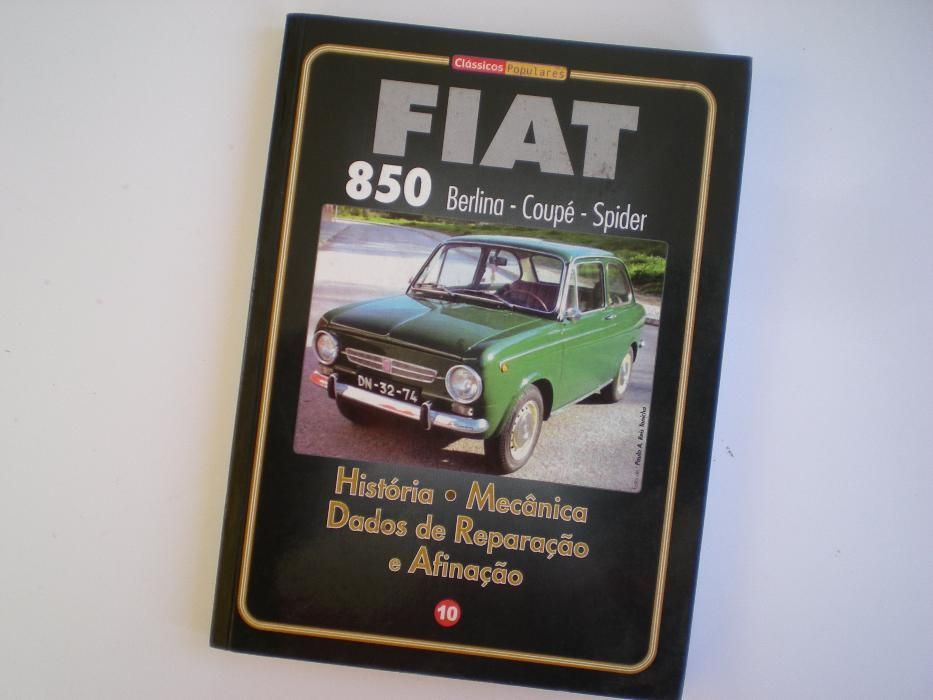 Clássicos Populares
FIAT
850 Berlina - Coupé - Spider
DN-32-74
História • Mecânica
Dados de Reparação
e Afinação
10